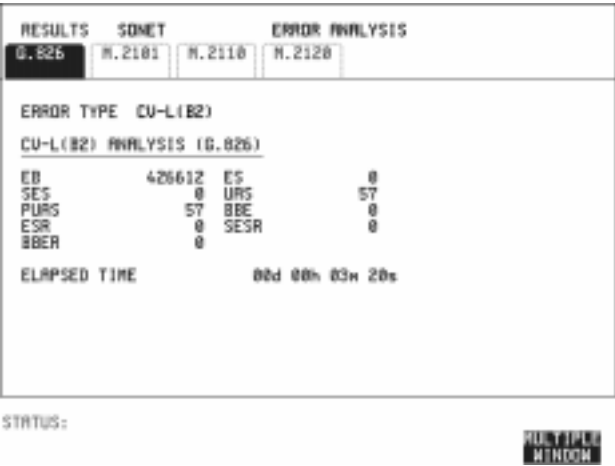 RESULTS SONET ERROR ANALYSIS
G.826 M.2101 M.2110 M.2120
ERROR TYPE CV-L(B2)
CV-L(B2) ANALYSIS (G.826)
EB 426612 ES 0
SES 0 UAS 57
PUAS 57 BBE 0
ESR 0 SESR 0
BBER 0
ELAPSED TIME 00d 00h 03m 20s
STATUS:
MULTIPLE
WINDOW